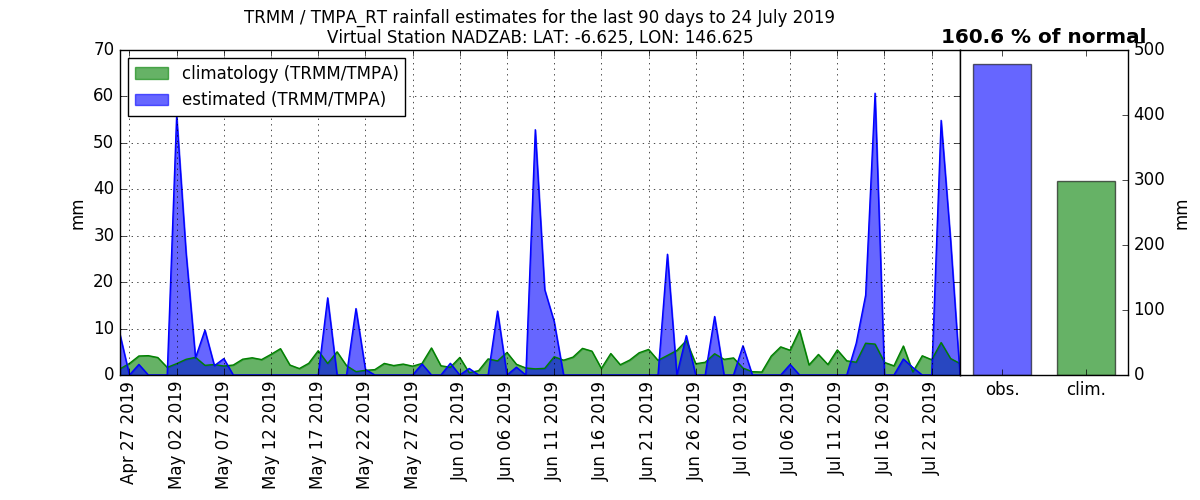 TRMM / TMPA_RT rainfall estimates for the last 90 days to 24 July 2019
Virtual Station NADZAB: LAT: -6.625, LON: 146.625
160.6 % of normal
climatology (TRMM/TMPA)
estimated (TRMM/TMPA)
70
60
50
40
30
20
10
0
mm
Apr 27 2019
May 02 2019
May 07 2019
May 12 2019
May 17 2019
May 22 2019
May 27 2019
Jun 01 2019
Jun 06 2019
Jun 11 2019
Jun 16 2019
Jun 21 2019
Jun 26 2019
Jul 01 2019
Jul 06 2019
Jul 11 2019
Jul 16 2019
Jul 21 2019
obs.
clim.
500
400
300
200
100
0
mm